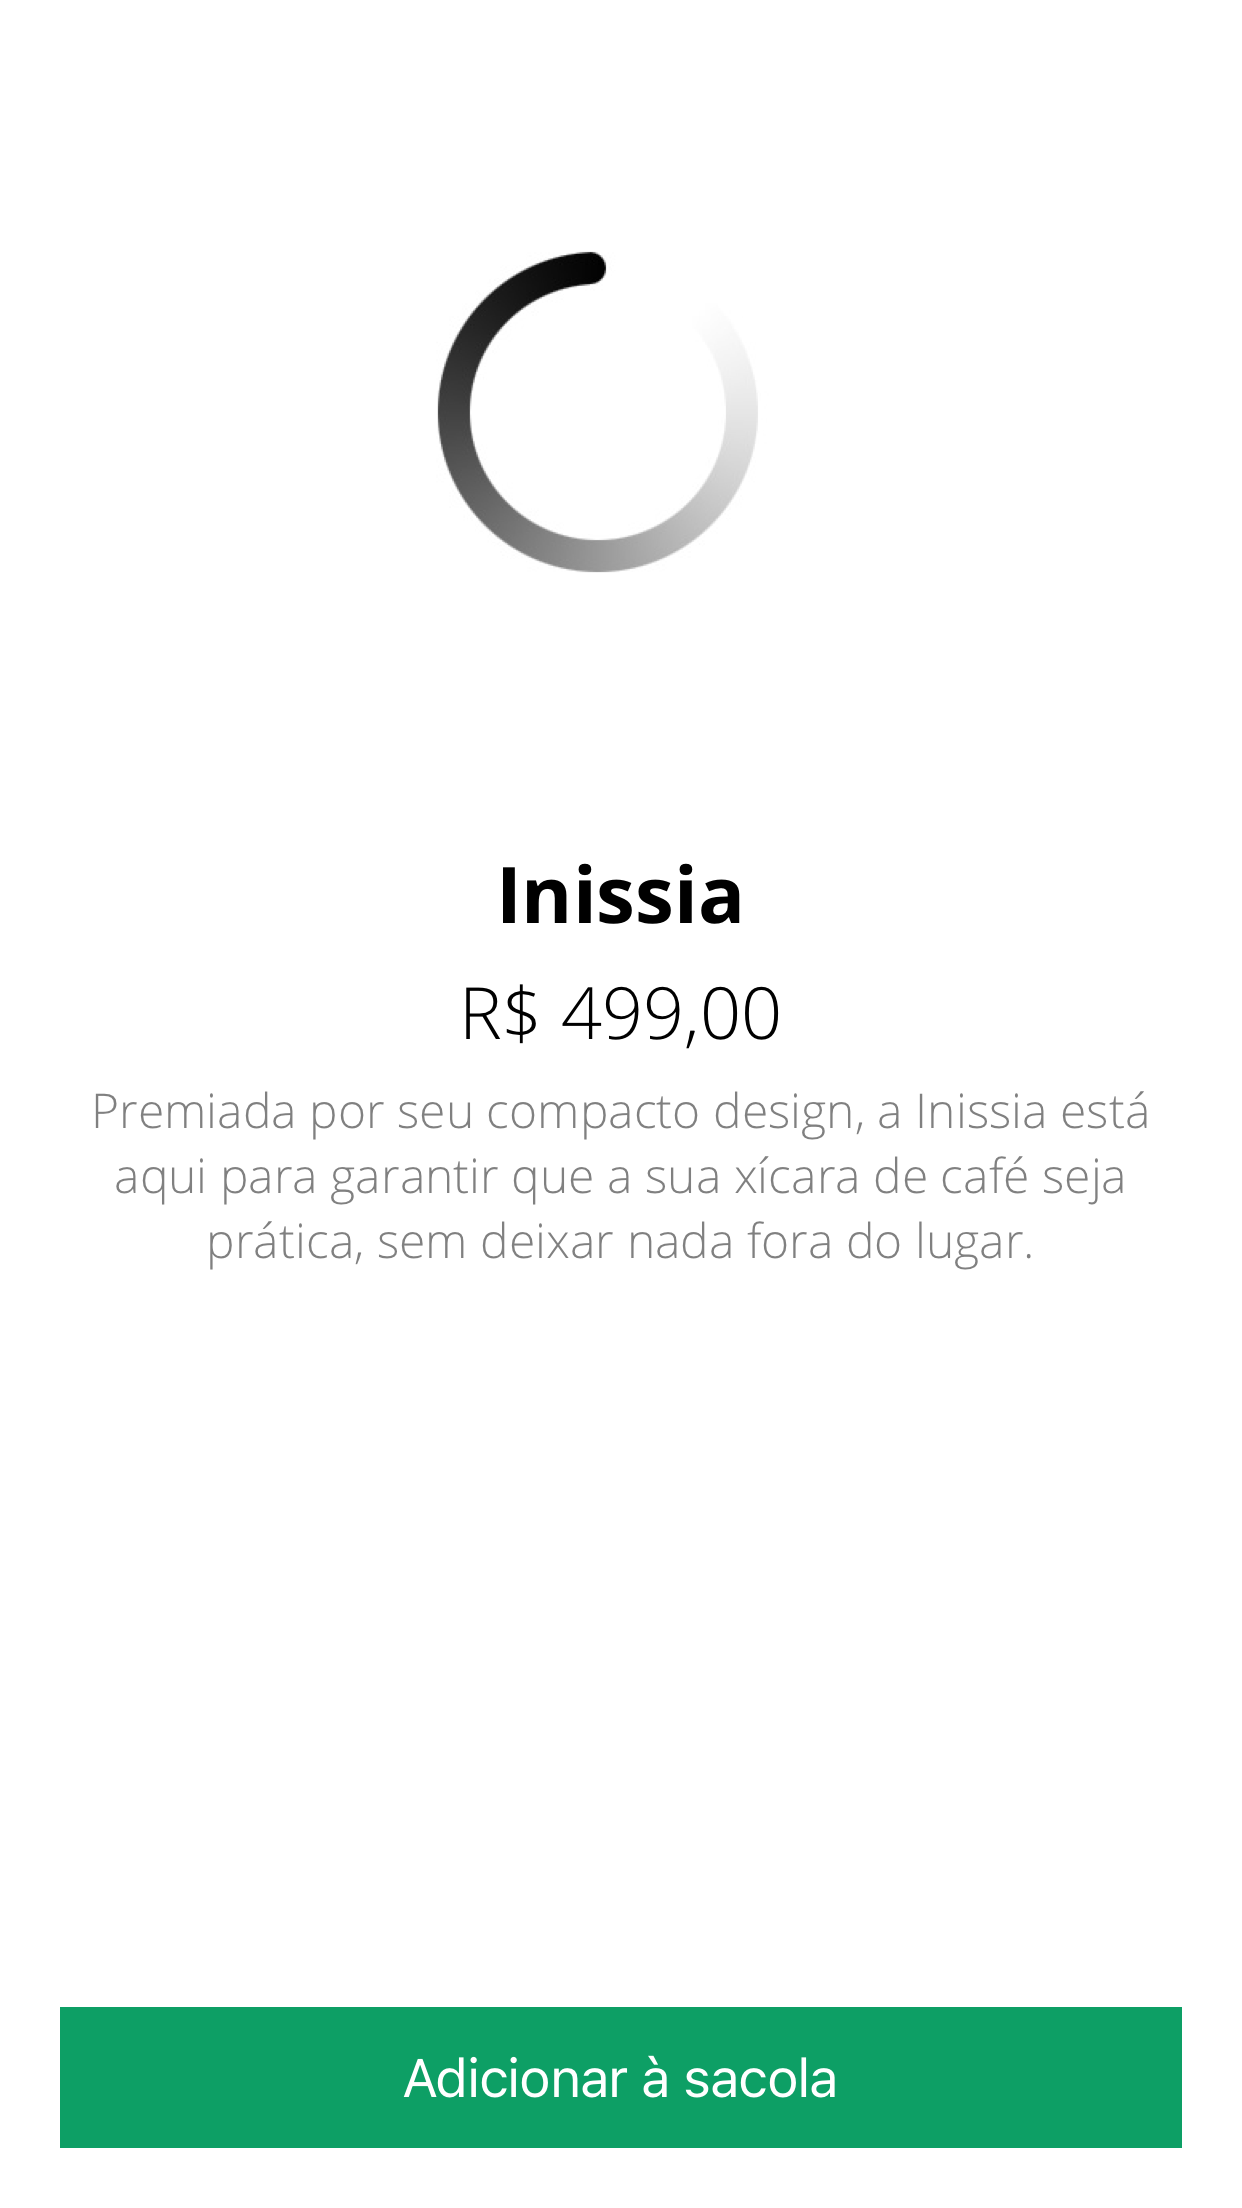 Inissia
R$ 499,00
Premiada por seu compacto design, a Inissia está
aqui para garantir que a sua xícara de café seja
prática, sem deixar nada fora do lugar.
Adicionar à sacola